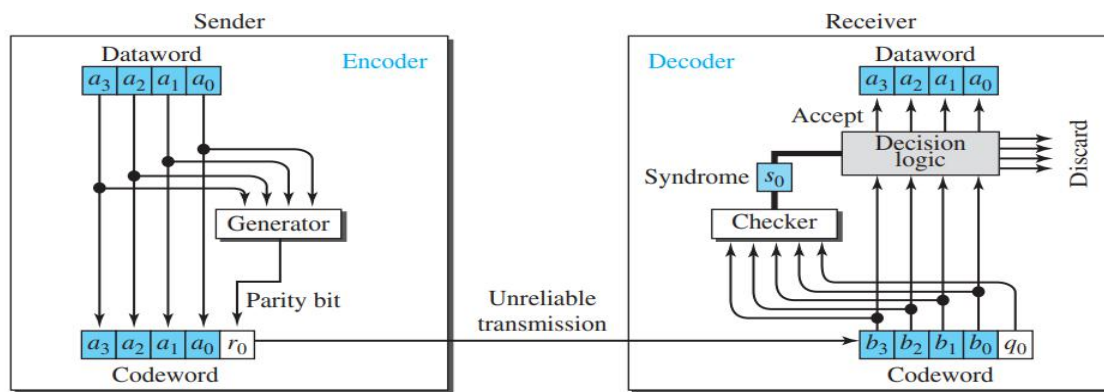 Sender
Receiver
Dataword
Encoder
a3 a2 a1 a0
Generator
Parity bit
a3 a2 a1 a0 r0
Codeword
Unreliable
transmission
Decoder
Dataword
a3 a2 a1 a0
Accept
Decision
logic
Discard
Syndrome
s0
Checker
b3 b2 b1 b0 q0
Codeword